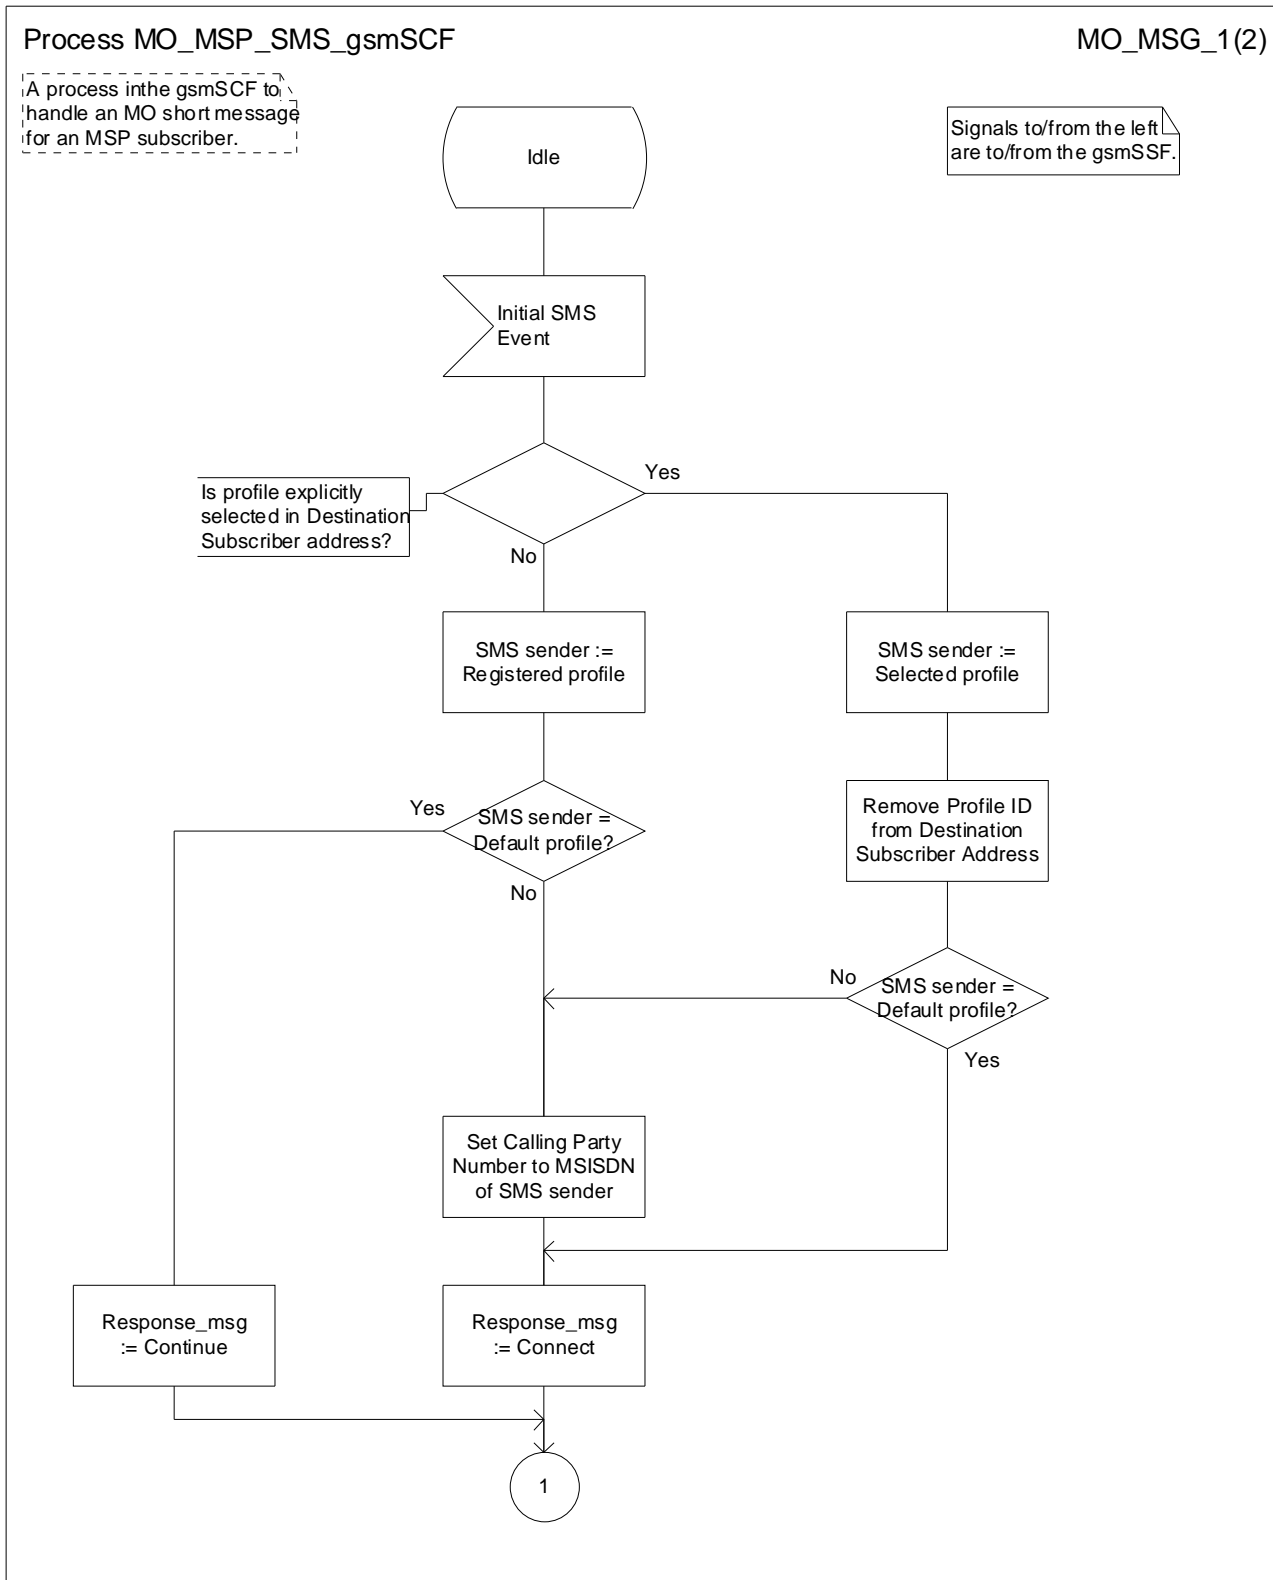 Process MO_MSP_SMS_gsmSCF
MO_MSG_1(2)
A process inthe gsmSCF to
handle an MO short message
for an MSP subscriber.
Signals to/from the left
are to/from the gsmSSF.
Idle
Initial SMS
Event
Is profile explicitly
selected in Destination
Subscriber address?
Yes
No
SMS sender :=
Registered profile
SMS sender :=
Selected profile
Yes
SMS sender =
Default profile?
No
Remove Profile ID
from Destination
Subscriber Address
No
SMS sender =
Default profile?
Yes
Set Calling Party
Number to MSISDN
of SMS sender
Response_msg
:= Continue
Response_msg
:= Connect
1